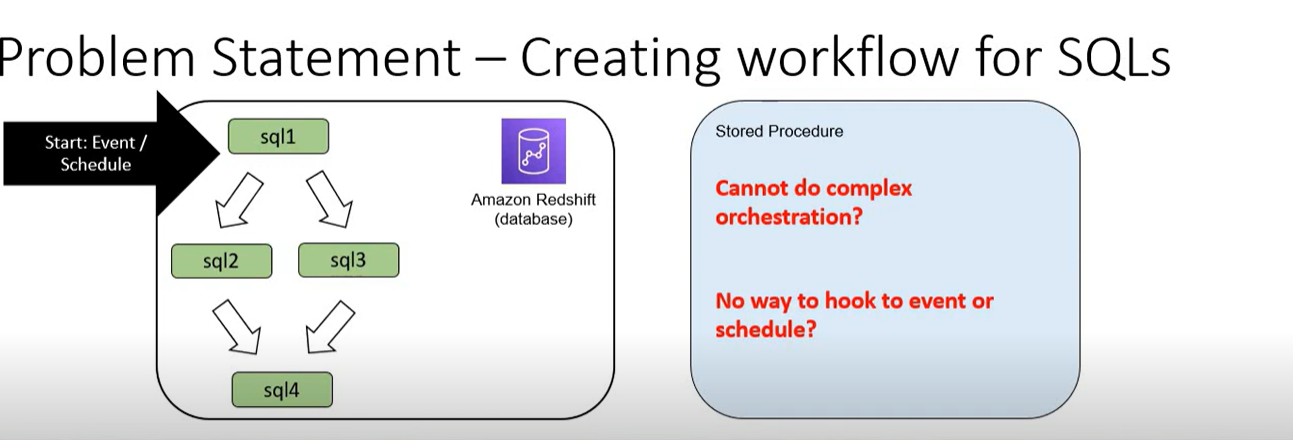 Problem Statement – Creating workflow for SQLs
Start: Event /
Schedule
sql1
sql2
sql3
sql4
Amazon Redshift
(database)
Stored Procedure
Cannot do complex
orchestration?
No way to hook to event or
schedule?